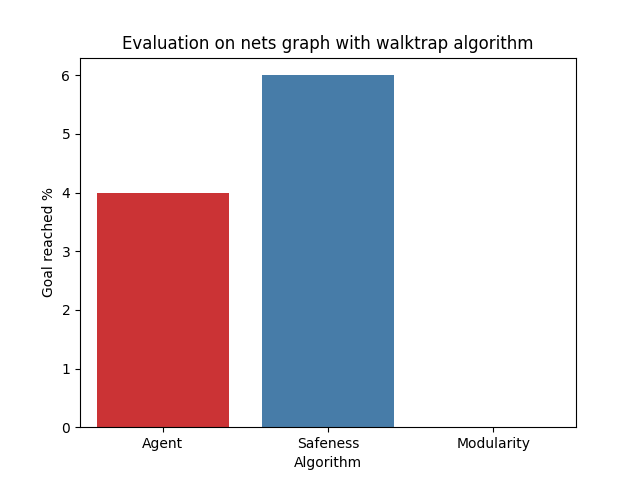 Evaluation on nets graph with walktrap algorithm
Goal reached %
6
5
4
3
2
1
0
Agent
Safeness
Modularity
Algorithm